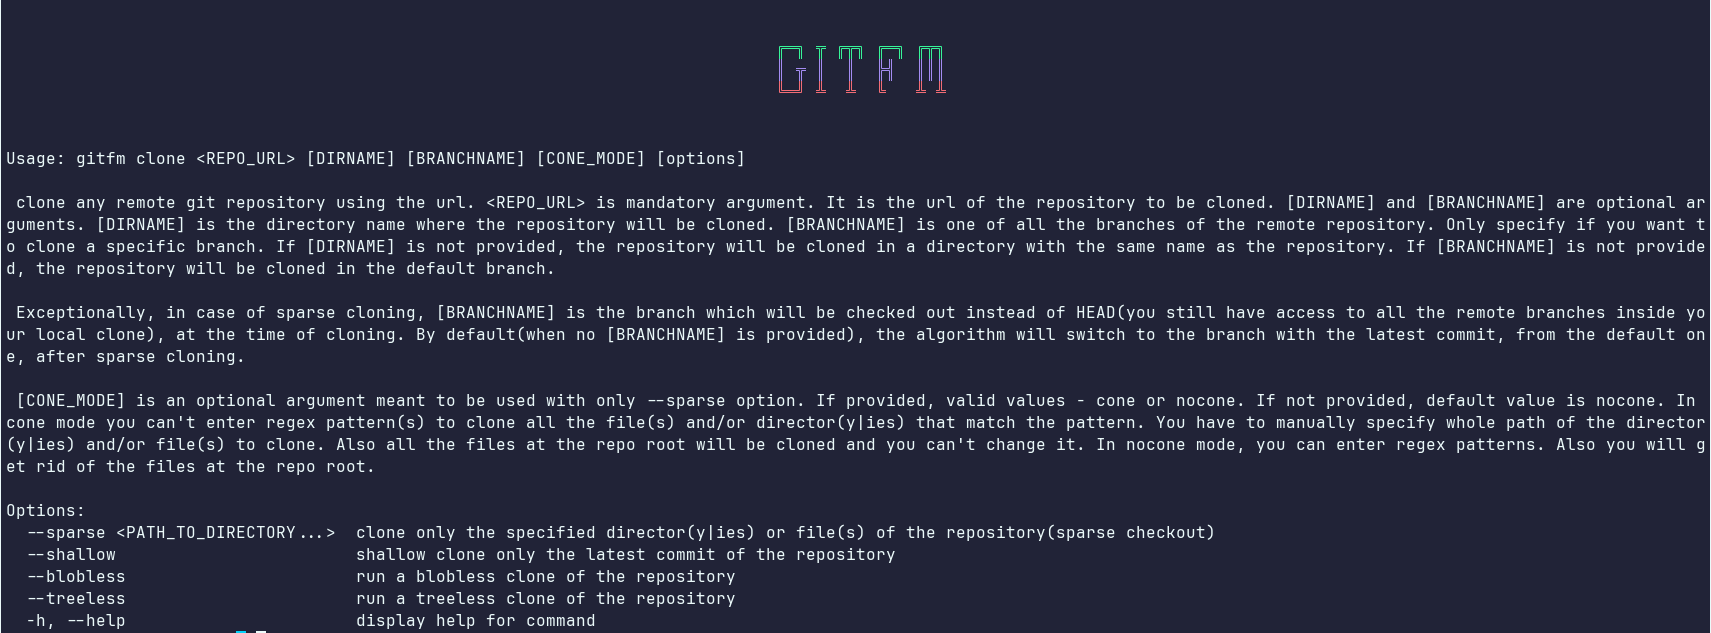 GITFM
Usage: gitfm clone <REPO_URL> [DIRNAME] [BRANCHNAME] [CONE_MODE] [options]
 clone any remote git repository using the url. <REPO_URL> is mandatory argument. It is the url of the repository to be cloned. [DIRNAME] and [BRANCHNAME] are optional ar
guments. [DIRNAME] is the directory name where the repository will be cloned. [BRANCHNAME] is one of all the branches of the remote repository. Only specify if you want t
o clone a specific branch. If [DIRNAME] is not provided, the repository will be cloned in a directory with the same name as the repository. If [BRANCHNAME] is not provide
d, the repository will be cloned in the default branch.
 Exceptionally, in case of sparse cloning, [BRANCHNAME] is the branch which will be checked out instead of HEAD(you still have access to all the remote branches inside yo
ur local clone), at the time of cloning. By default(when no [BRANCHNAME] is provided), the algorithm will switch to the branch with the latest commit, from the default on
e, after sparse cloning.
 [CONE_MODE] is an optional argument meant to be used with only --sparse option. If provided, valid values - cone or nocone. If not provided, default value is nocone. In
cone mode you can't enter regex pattern(s) to clone all the file(s) and/or director(y|ies) that match the pattern. You have to manually specify whole path of the director
(y|ies) and/or file(s) to clone. Also all the files at the repo root will be cloned and you can't change it. In nocone mode, you can enter regex patterns. Also you will g
et rid of the files at the repo root.
Options:
  --sparse <PATH_TO_DIRECTORY...>  clone only the specified director(y|ies) or file(s) of the repository(sparse checkout)
  --shallow                        shallow clone only the latest commit of the repository
  --blobless                       run a blobless clone of the repository
  --treeless                       run a treeless clone of the repository
  -h, --help                       display help for command